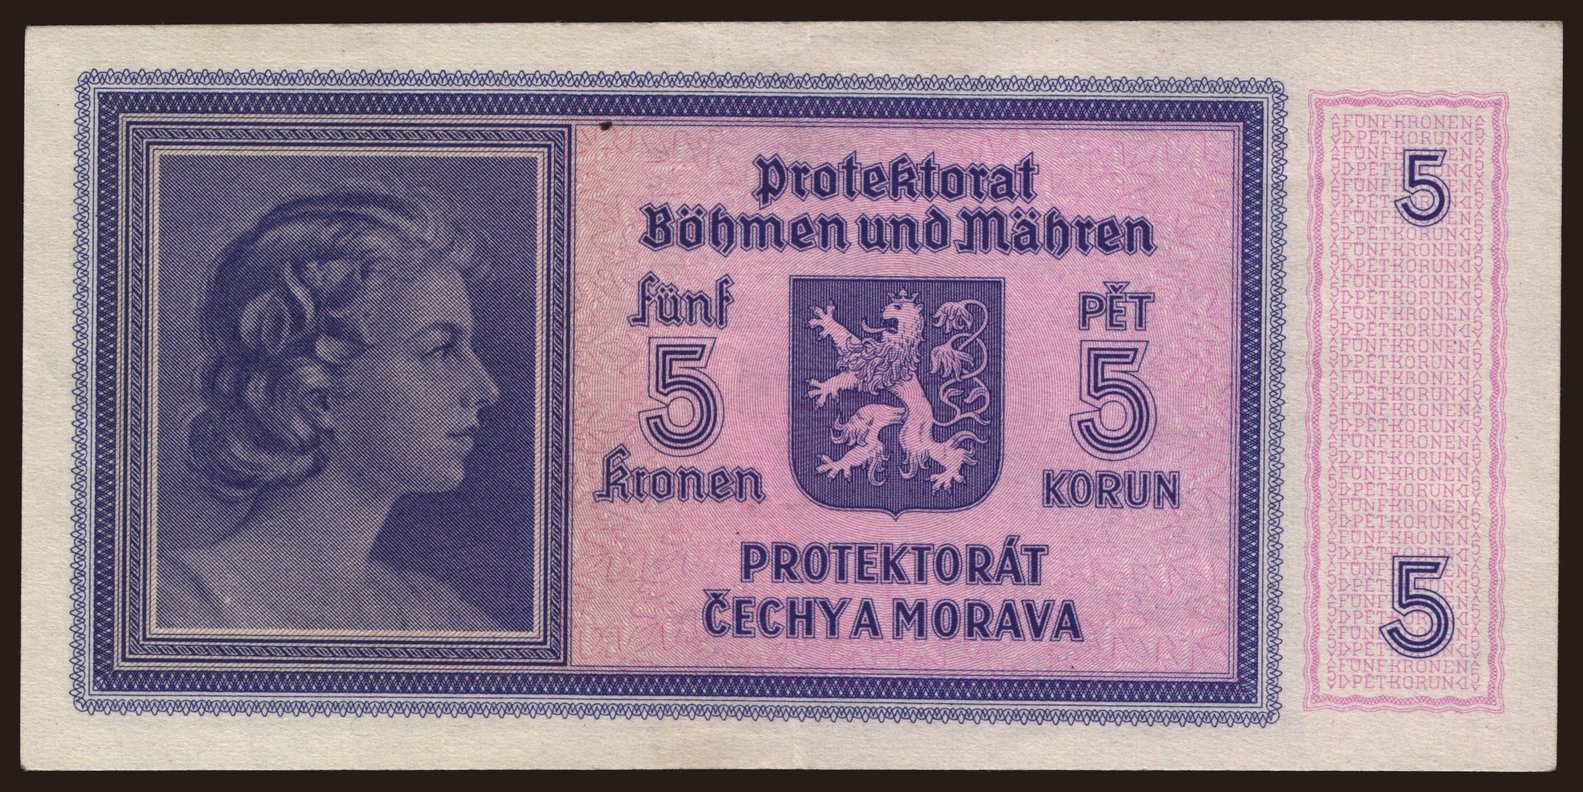 Protektorat
Böhmen und Mähren
fünf
5
Kronen
PĚT
5
KORUN
PROTEKTORÁT
ČECHY A MORAVA
5
5
FÜNF KRONEN
PĚT KORUN